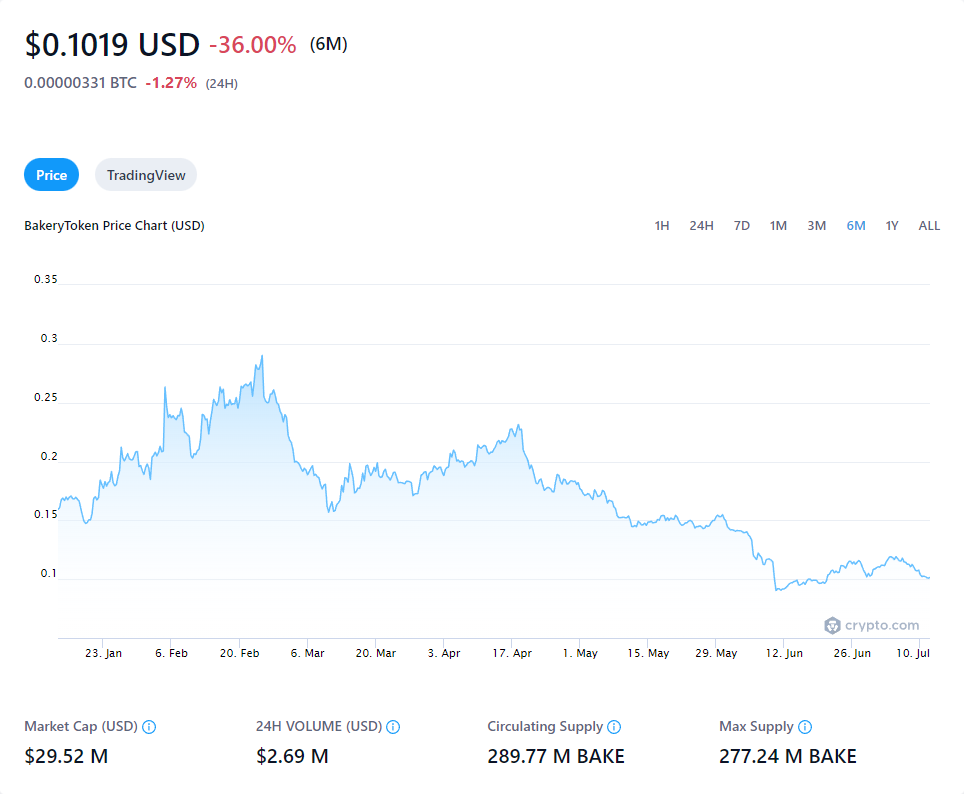 $0.1019 USD -36.00% (6M)
0.00000331 BTC -1.27% (24H)
Price TradingView
BakeryToken Price Chart (USD) 1H 24H 7D 1M 3M 6M 1Y ALL
0.35
0.3
0.25
0.2
0.15
0.1
crypto.com
23. Jan 6. Feb 20. Feb 6. Mar 20. Mar 3. Apr 17. Apr 1. May 15. May 29. May 12. Jun 26. Jun 10. Jul
Market Cap (USD) 24H VOLUME (USD) Circulating Supply Max Supply
$29.52 M $2.69 M 289.77 M BAKE 277.24 M BAKE